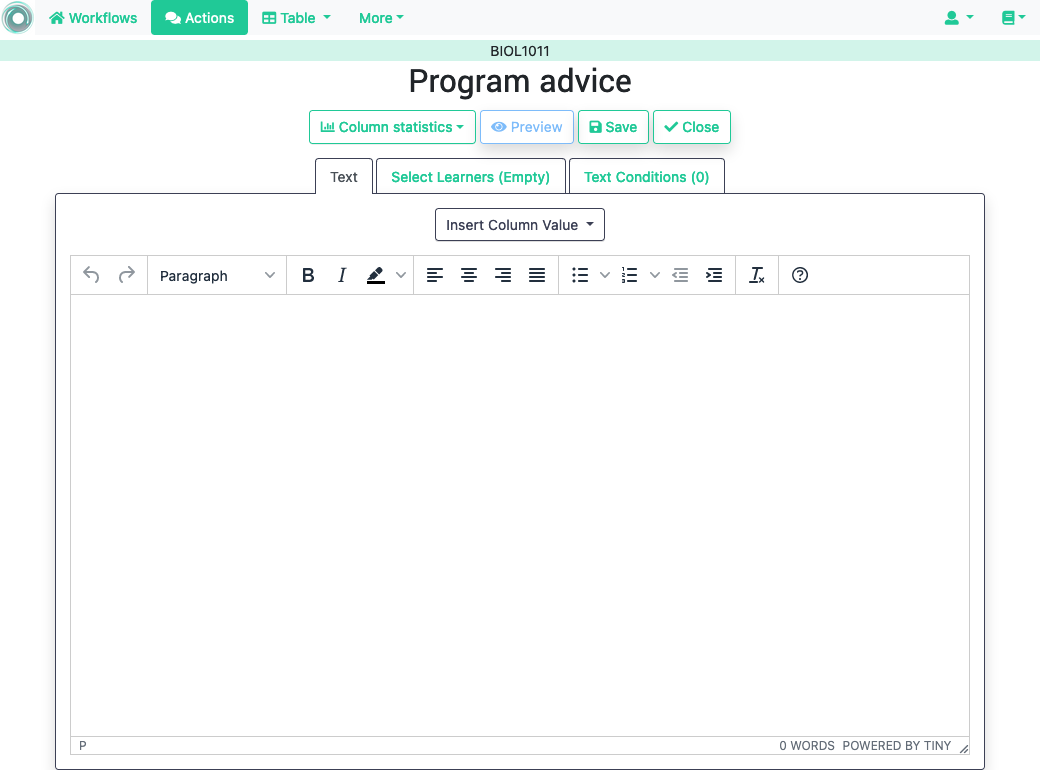 Workflows Actions Table More
BIOL1011
Program advice
Column statistics Preview Save Close
Text Select Learners (Empty) Text Conditions (0)
Insert Column Value
Paragraph B I
P 0 WORDS POWERED BY TINY